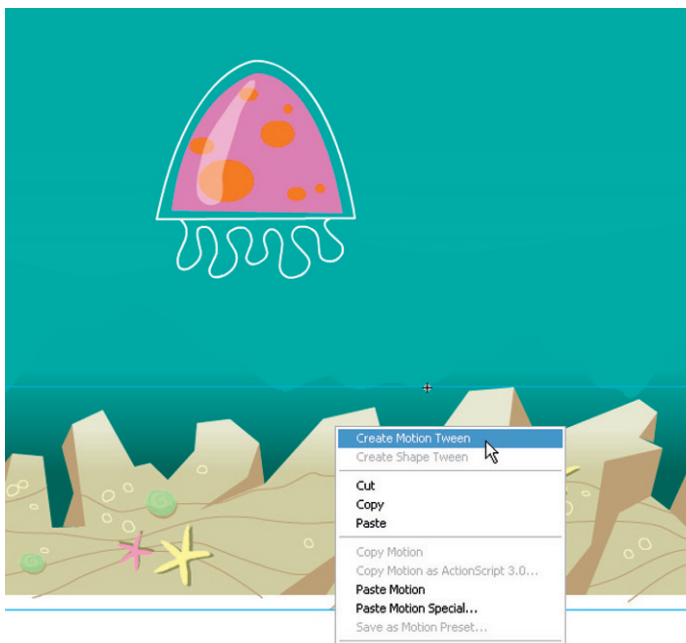 Create Motion Tween
Create Shape Tween
Cut
Copy
Paste
Copy Motion
Copy Motion as ActionScript 3.0...
Paste Motion
Paste Motion Special...
Save as Motion Preset...